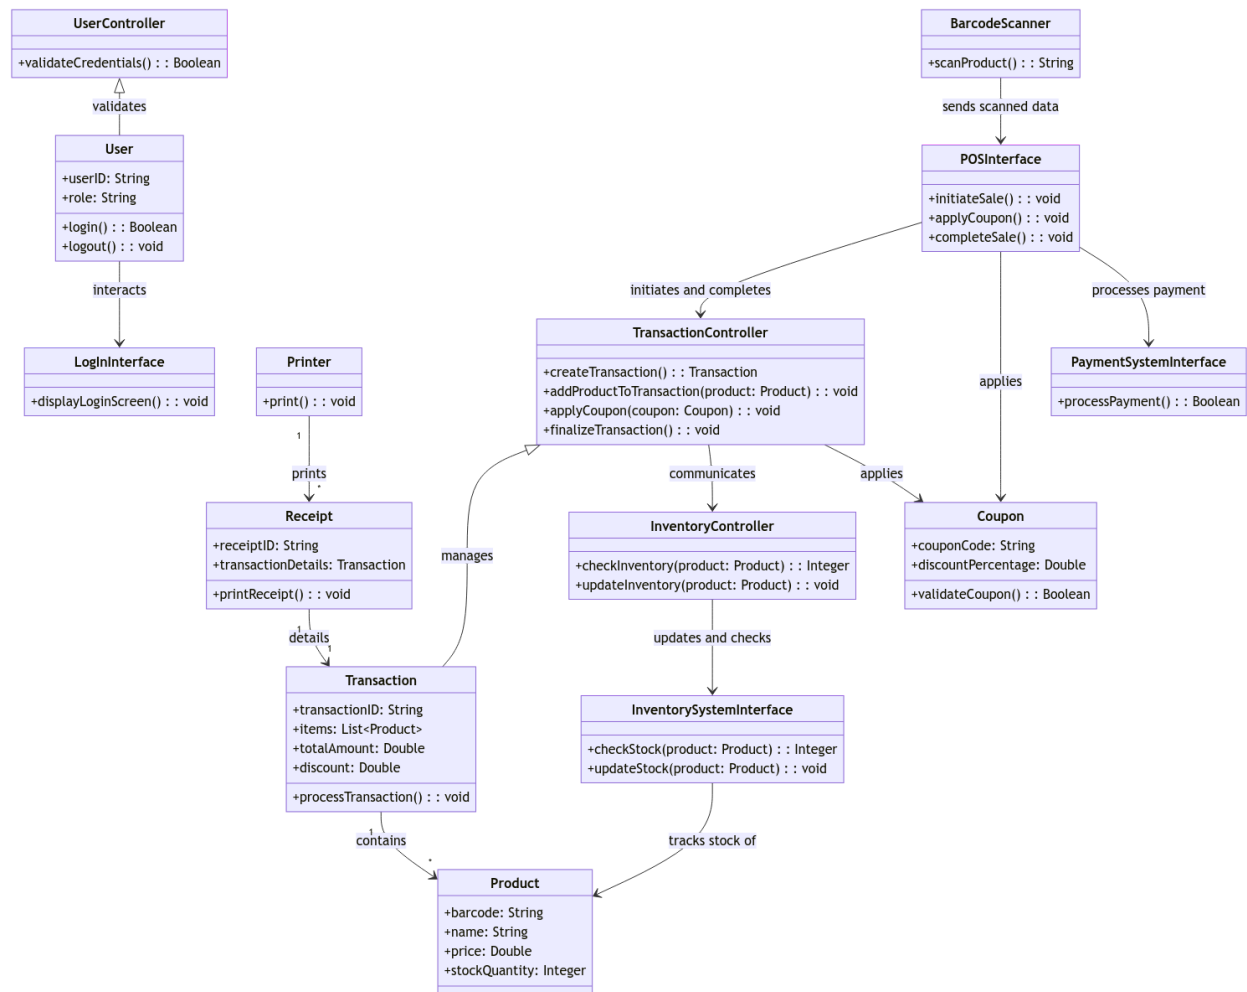 UserController
+validateCredentials() : : Boolean
validates
User
+userID: String
+role: String
+login() : : Boolean
+logout() : : void
interacts
LogInInterface
+displayLoginScreen() : : void
BarcodeScanner
+scanProduct() : : String
sends scanned data
POSInterface
+initiateSale() : : void
+applyCoupon() : : void
+completeSale() : : void
initiates and completes
applies
processes payment
PaymentSystemInterface
+processPayment() : : Boolean
TransactionController
+createTransaction() : : Transaction
+addProductToTransaction(product: Product) : : void
+applyCoupon(coupon: Coupon) : : void
+finalizeTransaction() : : void
manages
communicates
applies
Printer
+print() : : void
1
prints
*
Receipt
+receiptID: String
+transactionDetails: Transaction
+printReceipt() : : void
1
details
1
Transaction
+transactionID: String
+items: List<Product>
+totalAmount: Double
+discount: Double
+processTransaction() : : void
1
contains
*
InventoryController
+checkInventory(product: Product) : : Integer
+updateInventory(product: Product) : : void
updates and checks
InventorySystemInterface
+checkStock(product: Product) : : Integer
+updateStock(product: Product) : : void
tracks stock of
Coupon
+couponCode: String
+discountPercentage: Double
+validateCoupon() : : Boolean
Product
+barcode: String
+name: String
+price: Double
+stockQuantity: Integer